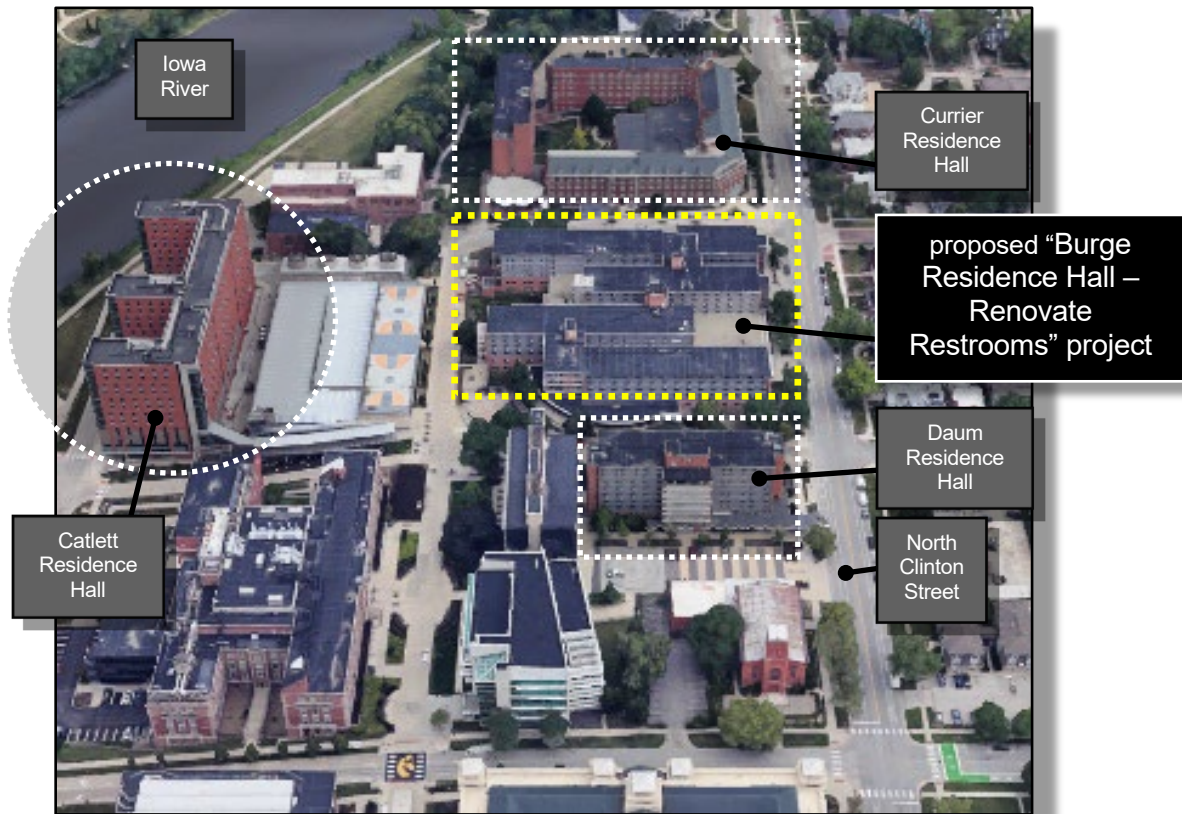 Iowa
River
Currier
Residence
Hall
proposed “Burge
Residence Hall –
Renovate
Restrooms” project
Daum
Residence
Hall
North
Clinton
Street
Catlett
Residence
Hall